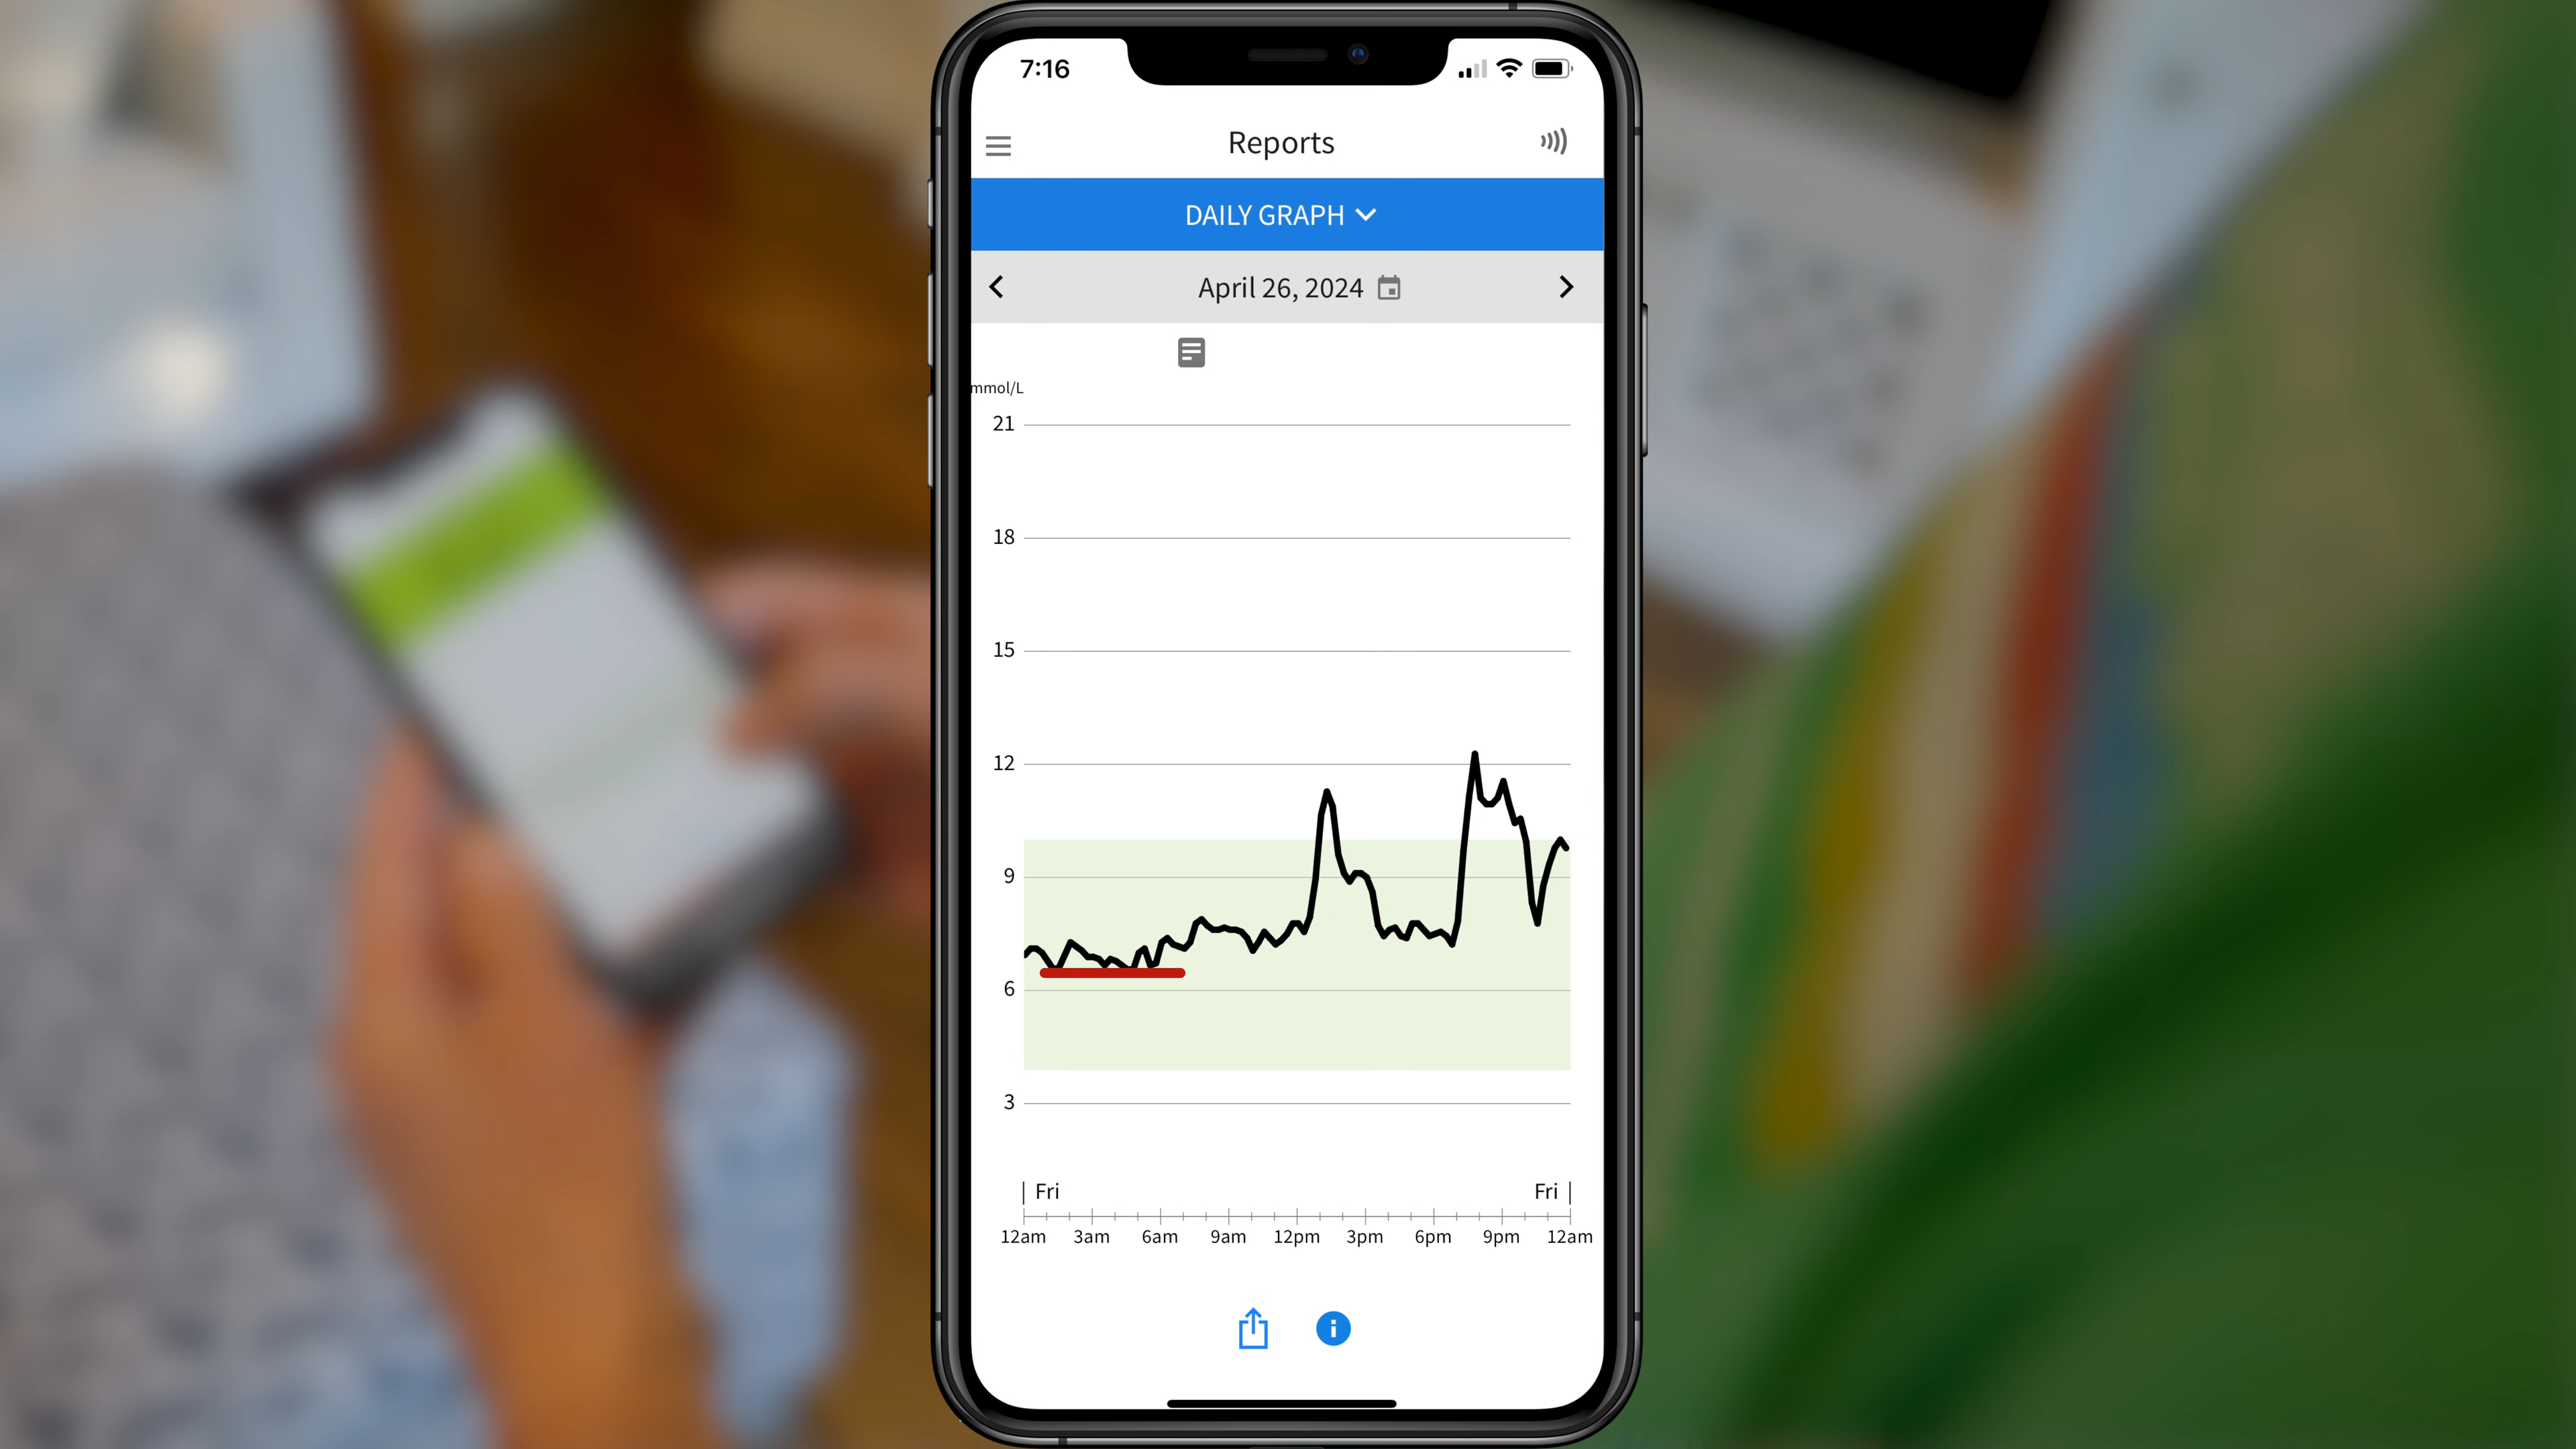 7:16
Reports
DAILY GRAPH
April 26, 2024
mmol/L
21
18
15
12
9
6
3
Fri Fri
12am 3am 6am 9am 12pm 3pm 6pm 9pm 12am